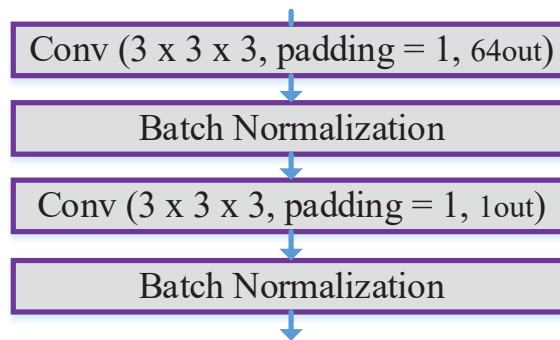 Conv (3 x 3 x 3, padding = 1, 64out)
Batch Normalization
Conv (3 x 3 x 3, padding = 1, 1out)
Batch Normalization